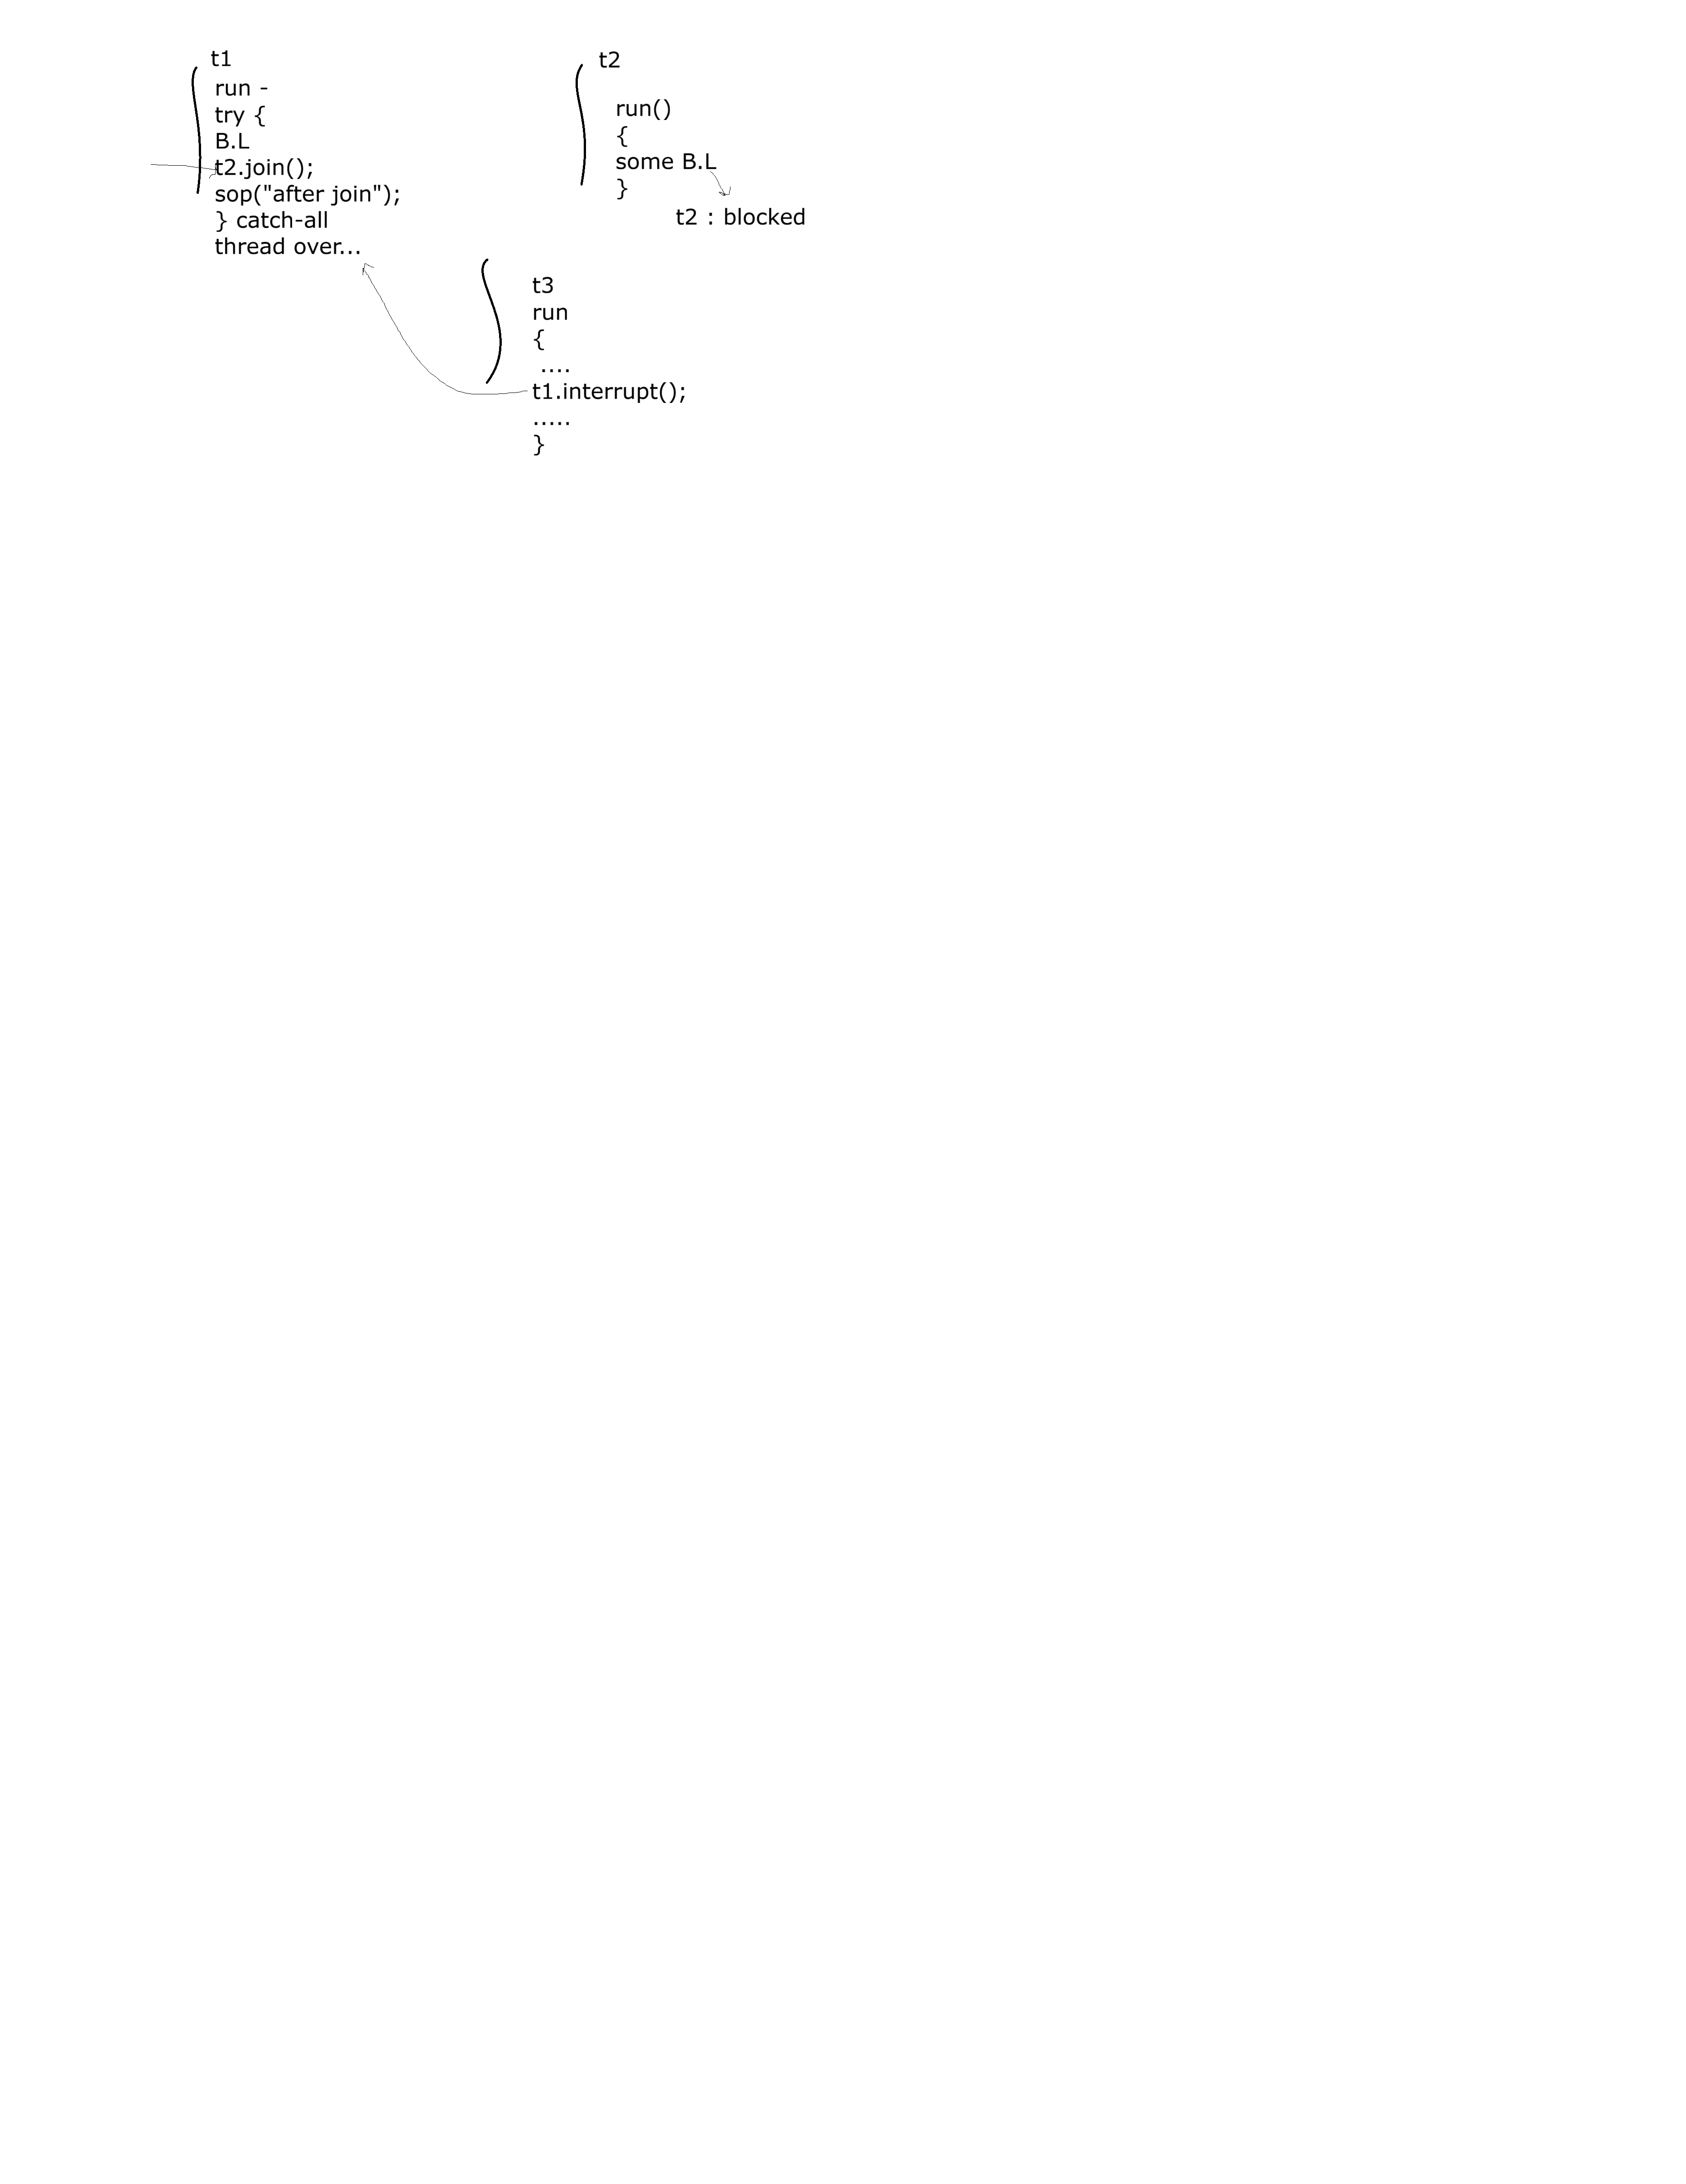 t1
run -
try {
B.L
t2.join();
sop("after join");
} catch-all
thread over...
t2
run()
{
some B.L
}
t2 : blocked
t3
run
{
....
t1.interrupt();
.....
}